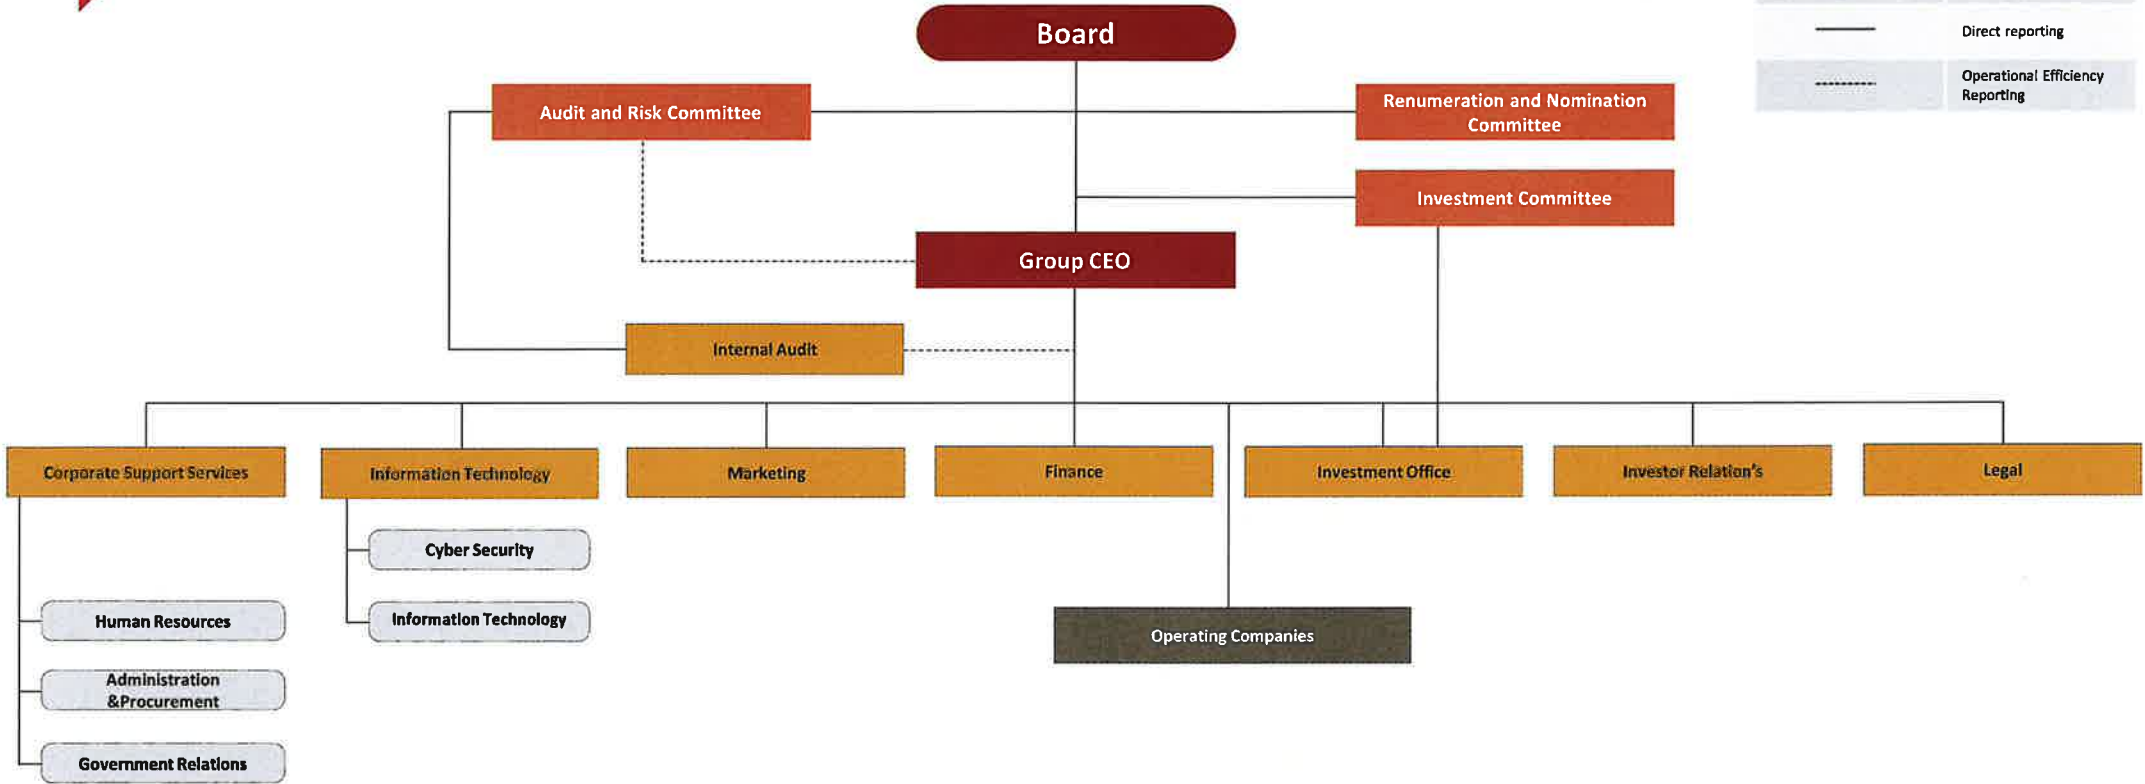 Board
Direct reporting
Operational Efficiency
Reporting
Audit and Risk Committee
Renumeration and Nomination
Committee
Investment Committee
Group CEO
Internal Audit
Corporate Support Services
Information Technology
Marketing
Finance
Investment Office
Investor Relation's
Legal
Cyber Security
Information Technology
Human Resources
Administration
&Procurement
Government Relations
Operating Companies